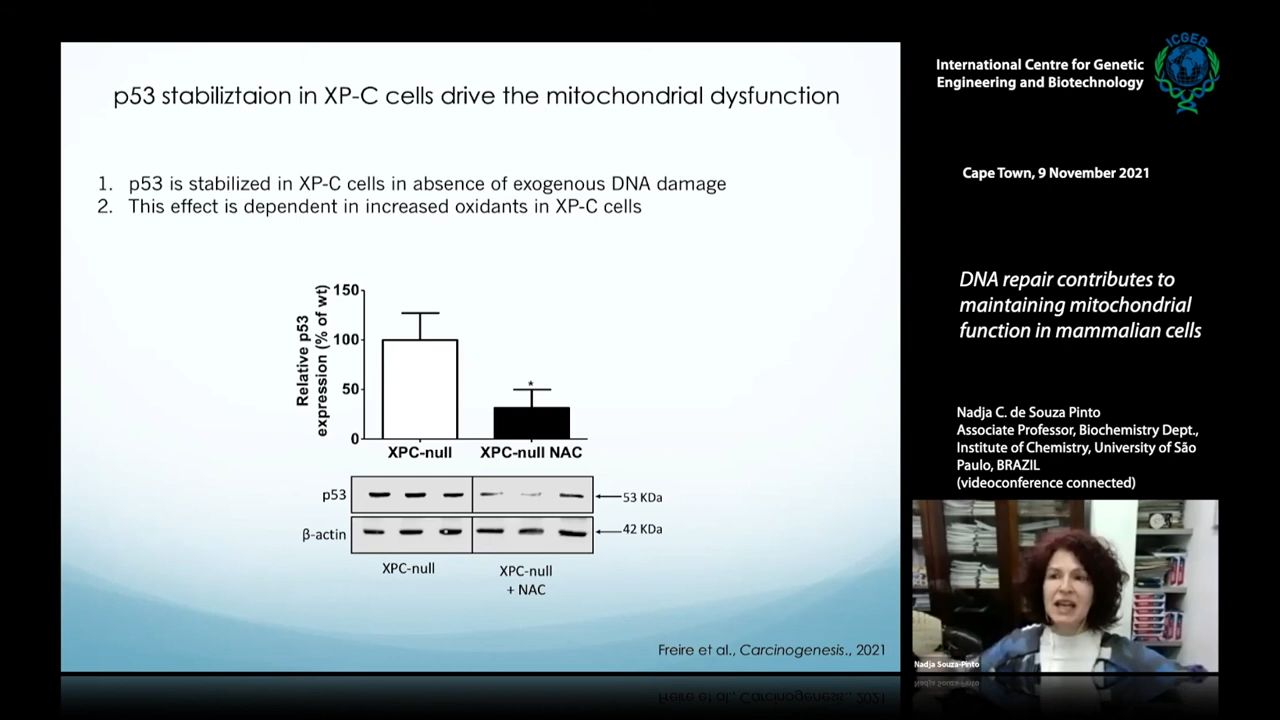 p53 stabiliztaion in XP-C cells drive the mitochondrial dysfunction
1. p53 is stabilized in XP-C cells in absence of exogenous DNA damage
2. This effect is dependent in increased oxidants in XP-C cells
Relative p53
expression (% of wt)
150
100
50
0
*
XPC-null
XPC-null NAC
p53
53 KDa
β-actin
42 KDa
XPC-null
XPC-null
+ NAC
Freire et al., Carcinogenesis., 2021
International Centre for Genetic
Engineering and Biotechnology
ICGEB
Cape Town, 9 November 2021
DNA repair contributes to
maintaining mitochondrial
function in mammalian cells
Nadja C. de Souza Pinto
Associate Professor, Biochemistry Dept.,
Institute of Chemistry, University of São
Paulo, BRAZIL
(videoconference connected)
Nadja Souza-Pinto